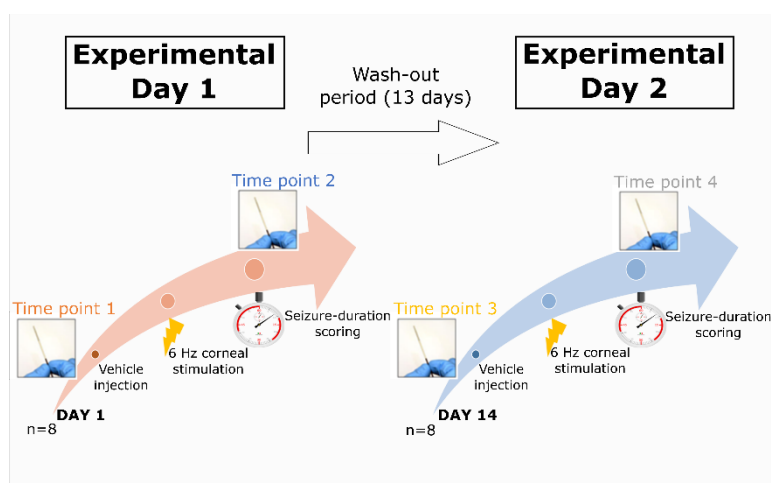 Experimental
Day 1
Wash-out
period (13 days)
Experimental
Day 2
Time point 2
Time point 1
Vehicle
injection
6 Hz corneal
stimulation
Seizure-duration
scoring
DAY 1
n=8
Time point 4
Time point 3
Vehicle
injection
6 Hz corneal
stimulation
Seizure-duration
scoring
DAY 14
n=8